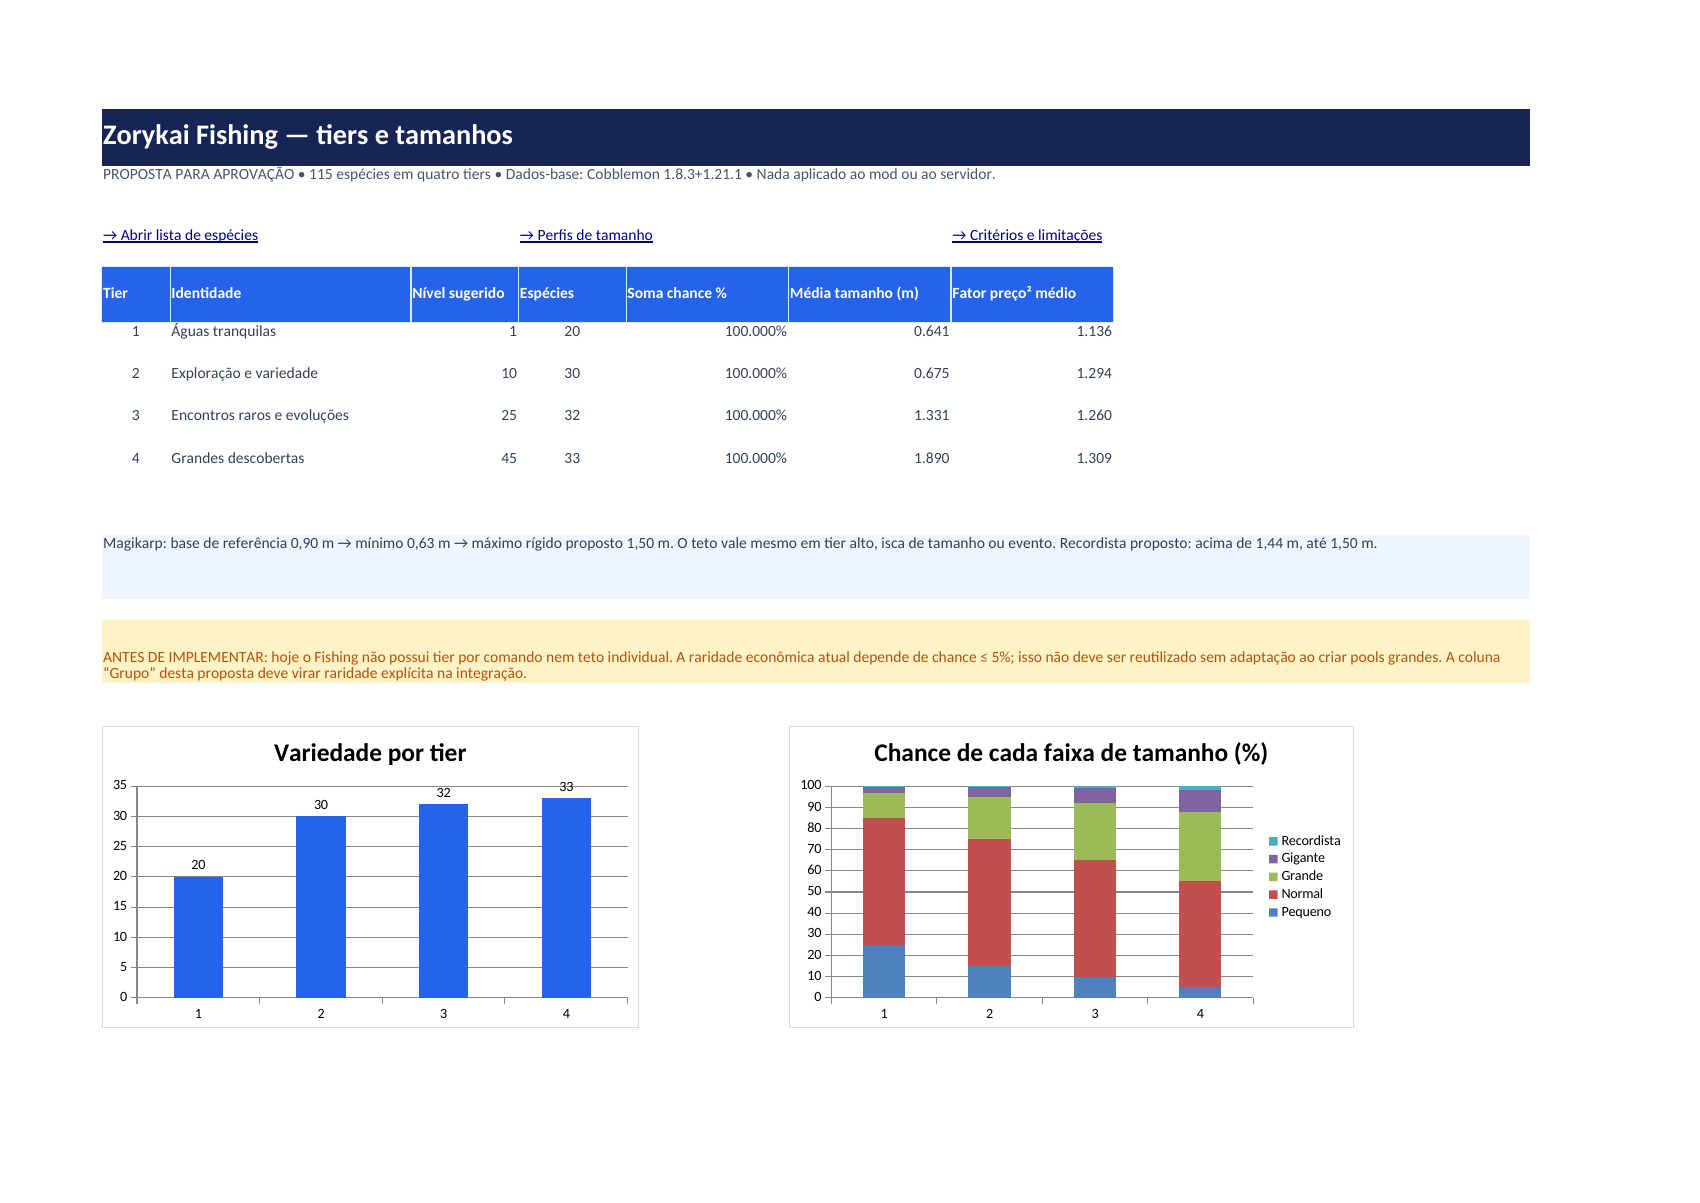 Zorykai Fishing — tiers e tamanhos
PROPOSTA PARA APROVAÇÃO • 115 espécies em quatro tiers • Dados-base: Cobblemon 1.8.3+1.21.1 • Nada aplicado ao mod ou ao servidor.
→ Abrir lista de espécies → Perfis de tamanho → Critérios e limitações
Tier Identidade Nível sugerido Espécies Soma chance % Média tamanho (m) Fator preço² médio
1 Águas tranquilas 1 20 100.000% 0.641 1.136
2 Exploração e variedade 10 30 100.000% 0.675 1.294
3 Encontros raros e evoluções 25 32 100.000% 1.331 1.260
4 Grandes descobertas 45 33 100.000% 1.890 1.309
Magikarp: base de referência 0,90 m → mínimo 0,63 m → máximo rígido proposto 1,50 m. O teto vale mesmo em tier alto, isca de tamanho ou evento. Recordista proposto: acima de 1,44 m, até 1,50 m.
ANTES DE IMPLEMENTAR: hoje o Fishing não possui tier por comando nem teto individual. A raridade econômica atual depende de chance ≤ 5%; isso não deve ser reutilizado sem adaptação ao criar pools grandes. A coluna
“Grupo” desta proposta deve virar raridade explícita na integração.
Variedade por tier
35
30
25
20
15
10
5
0
20
30
32
33
1 2 3 4
Chance de cada faixa de tamanho (%)
100
90
80
70
60
50
40
30
20
10
0
1 2 3 4
Recordista
Gigante
Grande
Normal
Pequeno